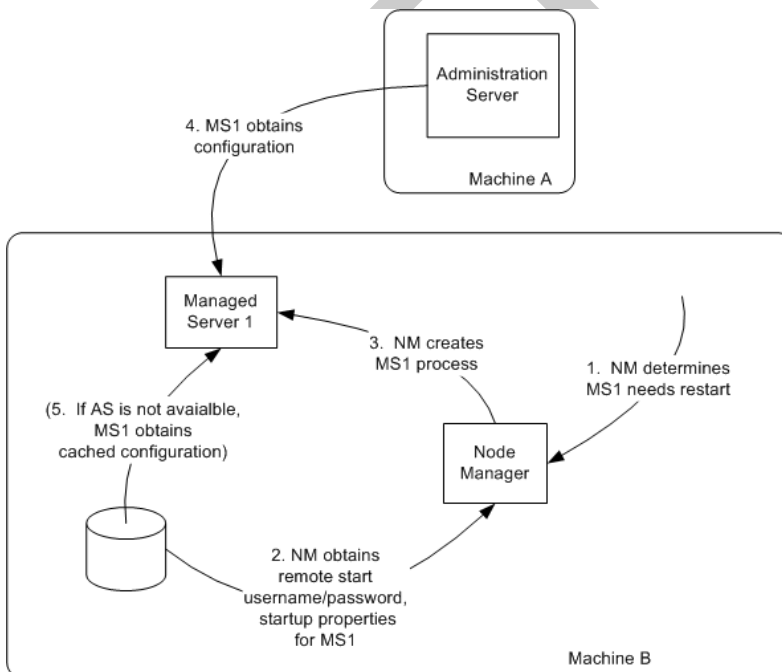 Administration
Server
Machine A
4. MS1 obtains
configuration
Managed
Server 1
3.  NM creates
MS1 process
1.  NM determines
MS1 needs restart
(5.  If AS is not avaialble,
MS1 obtains
cached configuration)
Node
Manager
2. NM obtains
remote start
username/password,
startup properties
for MS1
Machine B